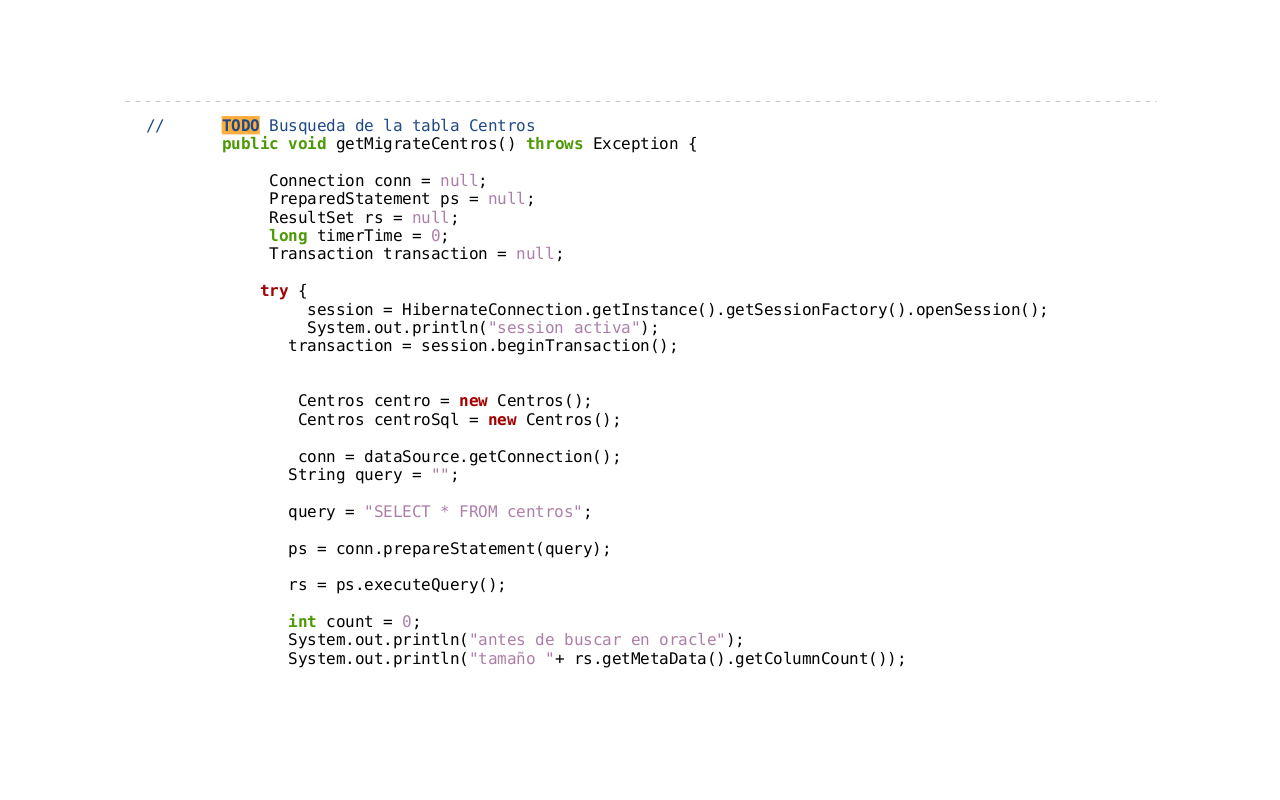 //      TODO Busqueda de la tabla Centros
        public void getMigrateCentros() throws Exception {
             Connection conn = null;
             PreparedStatement ps = null;
             ResultSet rs = null;
             long timerTime = 0;
             Transaction transaction = null;
            try {
                 session = HibernateConnection.getInstance().getSessionFactory().openSession();
                 System.out.println("session activa");
               transaction = session.beginTransaction();
                Centros centro = new Centros();
                Centros centroSql = new Centros();
                conn = dataSource.getConnection();
               String query = "";
               query = "SELECT * FROM centros";
               ps = conn.prepareStatement(query);
               rs = ps.executeQuery();
               int count = 0;
               System.out.println("antes de buscar en oracle");
               System.out.println("tamaño "+ rs.getMetaData().getColumnCount());